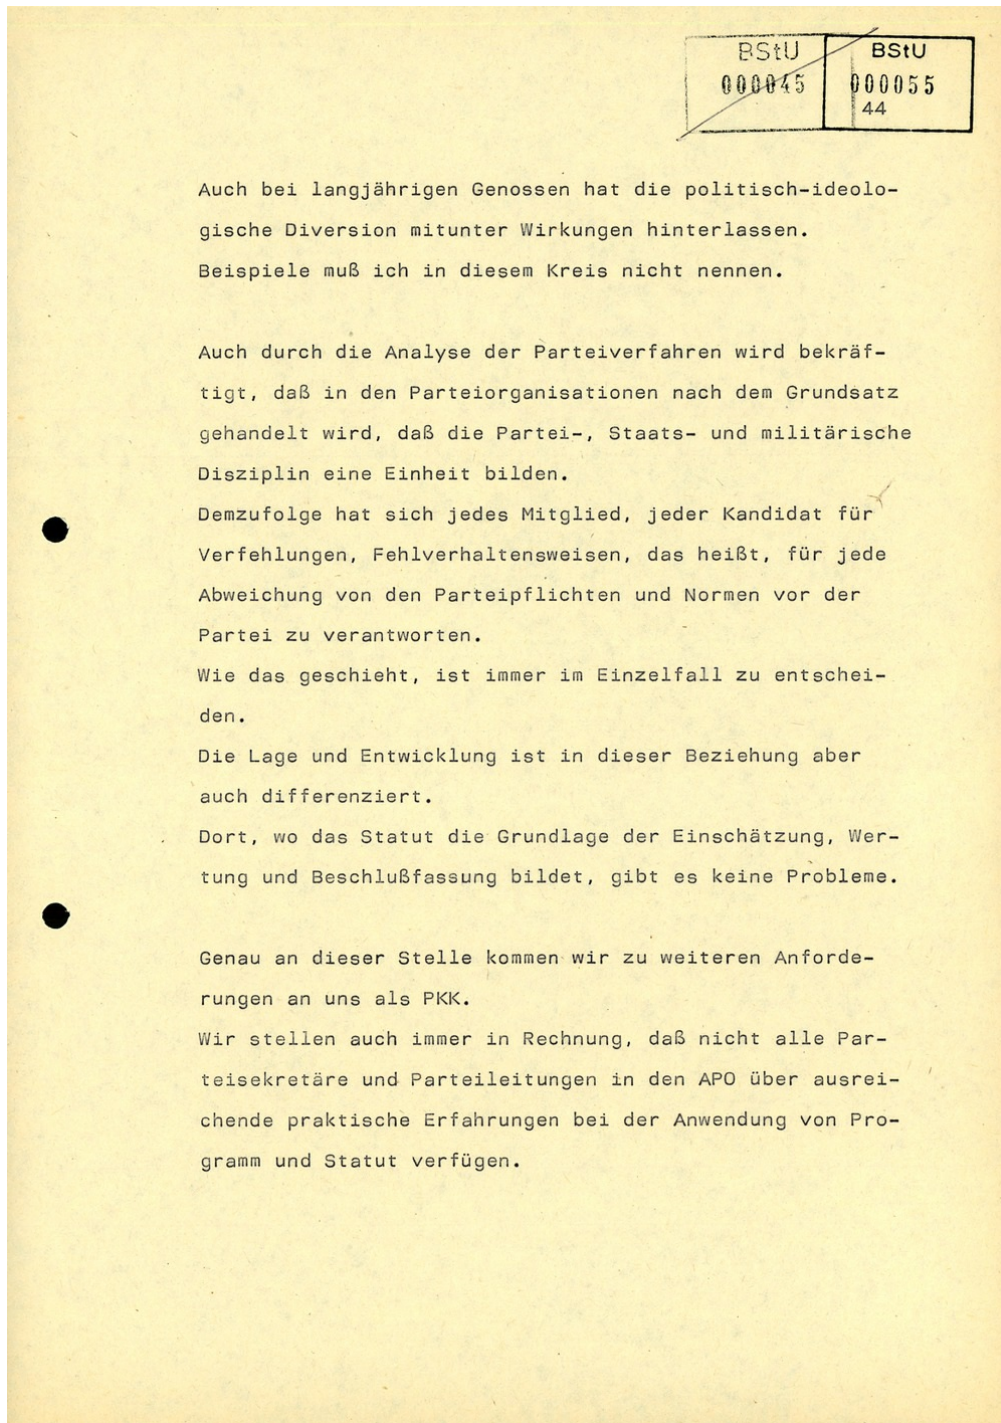 BStU
000045
BStU
000055
44
Auch bei langjährigen Genossen hat die politisch-ideolo-
gische Diversion mitunter Wirkungen hinterlassen.
Beispiele muß ich in diesem Kreis nicht nennen.
Auch durch die Analyse der Parteiverfahren wird bekräf-
tigt, daß in den Parteiorganisationen nach dem Grundsatz
gehandelt wird, daß die Partei-, Staats- und militärische
Disziplin eine Einheit bilden.
Demzufolge hat sich jedes Mitglied, jeder Kandidat für
Verfehlungen, Fehlverhaltensweisen, das heißt, für jede
Abweichung von den Parteipflichten und Normen vor der
Partei zu verantworten.
Wie das geschieht, ist immer im Einzelfall zu entschei-
den.
Die Lage und Entwicklung ist in dieser Beziehung aber
auch differenziert.
Dort, wo das Statut die Grundlage der Einschätzung, Wer-
tung und Beschlußfassung bildet, gibt es keine Probleme.
Genau an dieser Stelle kommen wir zu weiteren Anforde-
rungen an uns als PKK.
Wir stellen auch immer in Rechnung, daß nicht alle Par-
teisekretäre und Parteileitungen in den APO über ausrei-
chende praktische Erfahrungen bei der Anwendung von Pro-
gramm und Statut verfügen.